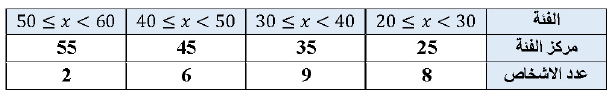 الفئة 20 ≤ x < 30 30 ≤ x < 40 40 ≤ x < 50 50 ≤ x < 60
مركز الفئة 25 35 45 55
عدد الاشخاص 8 9 6 2